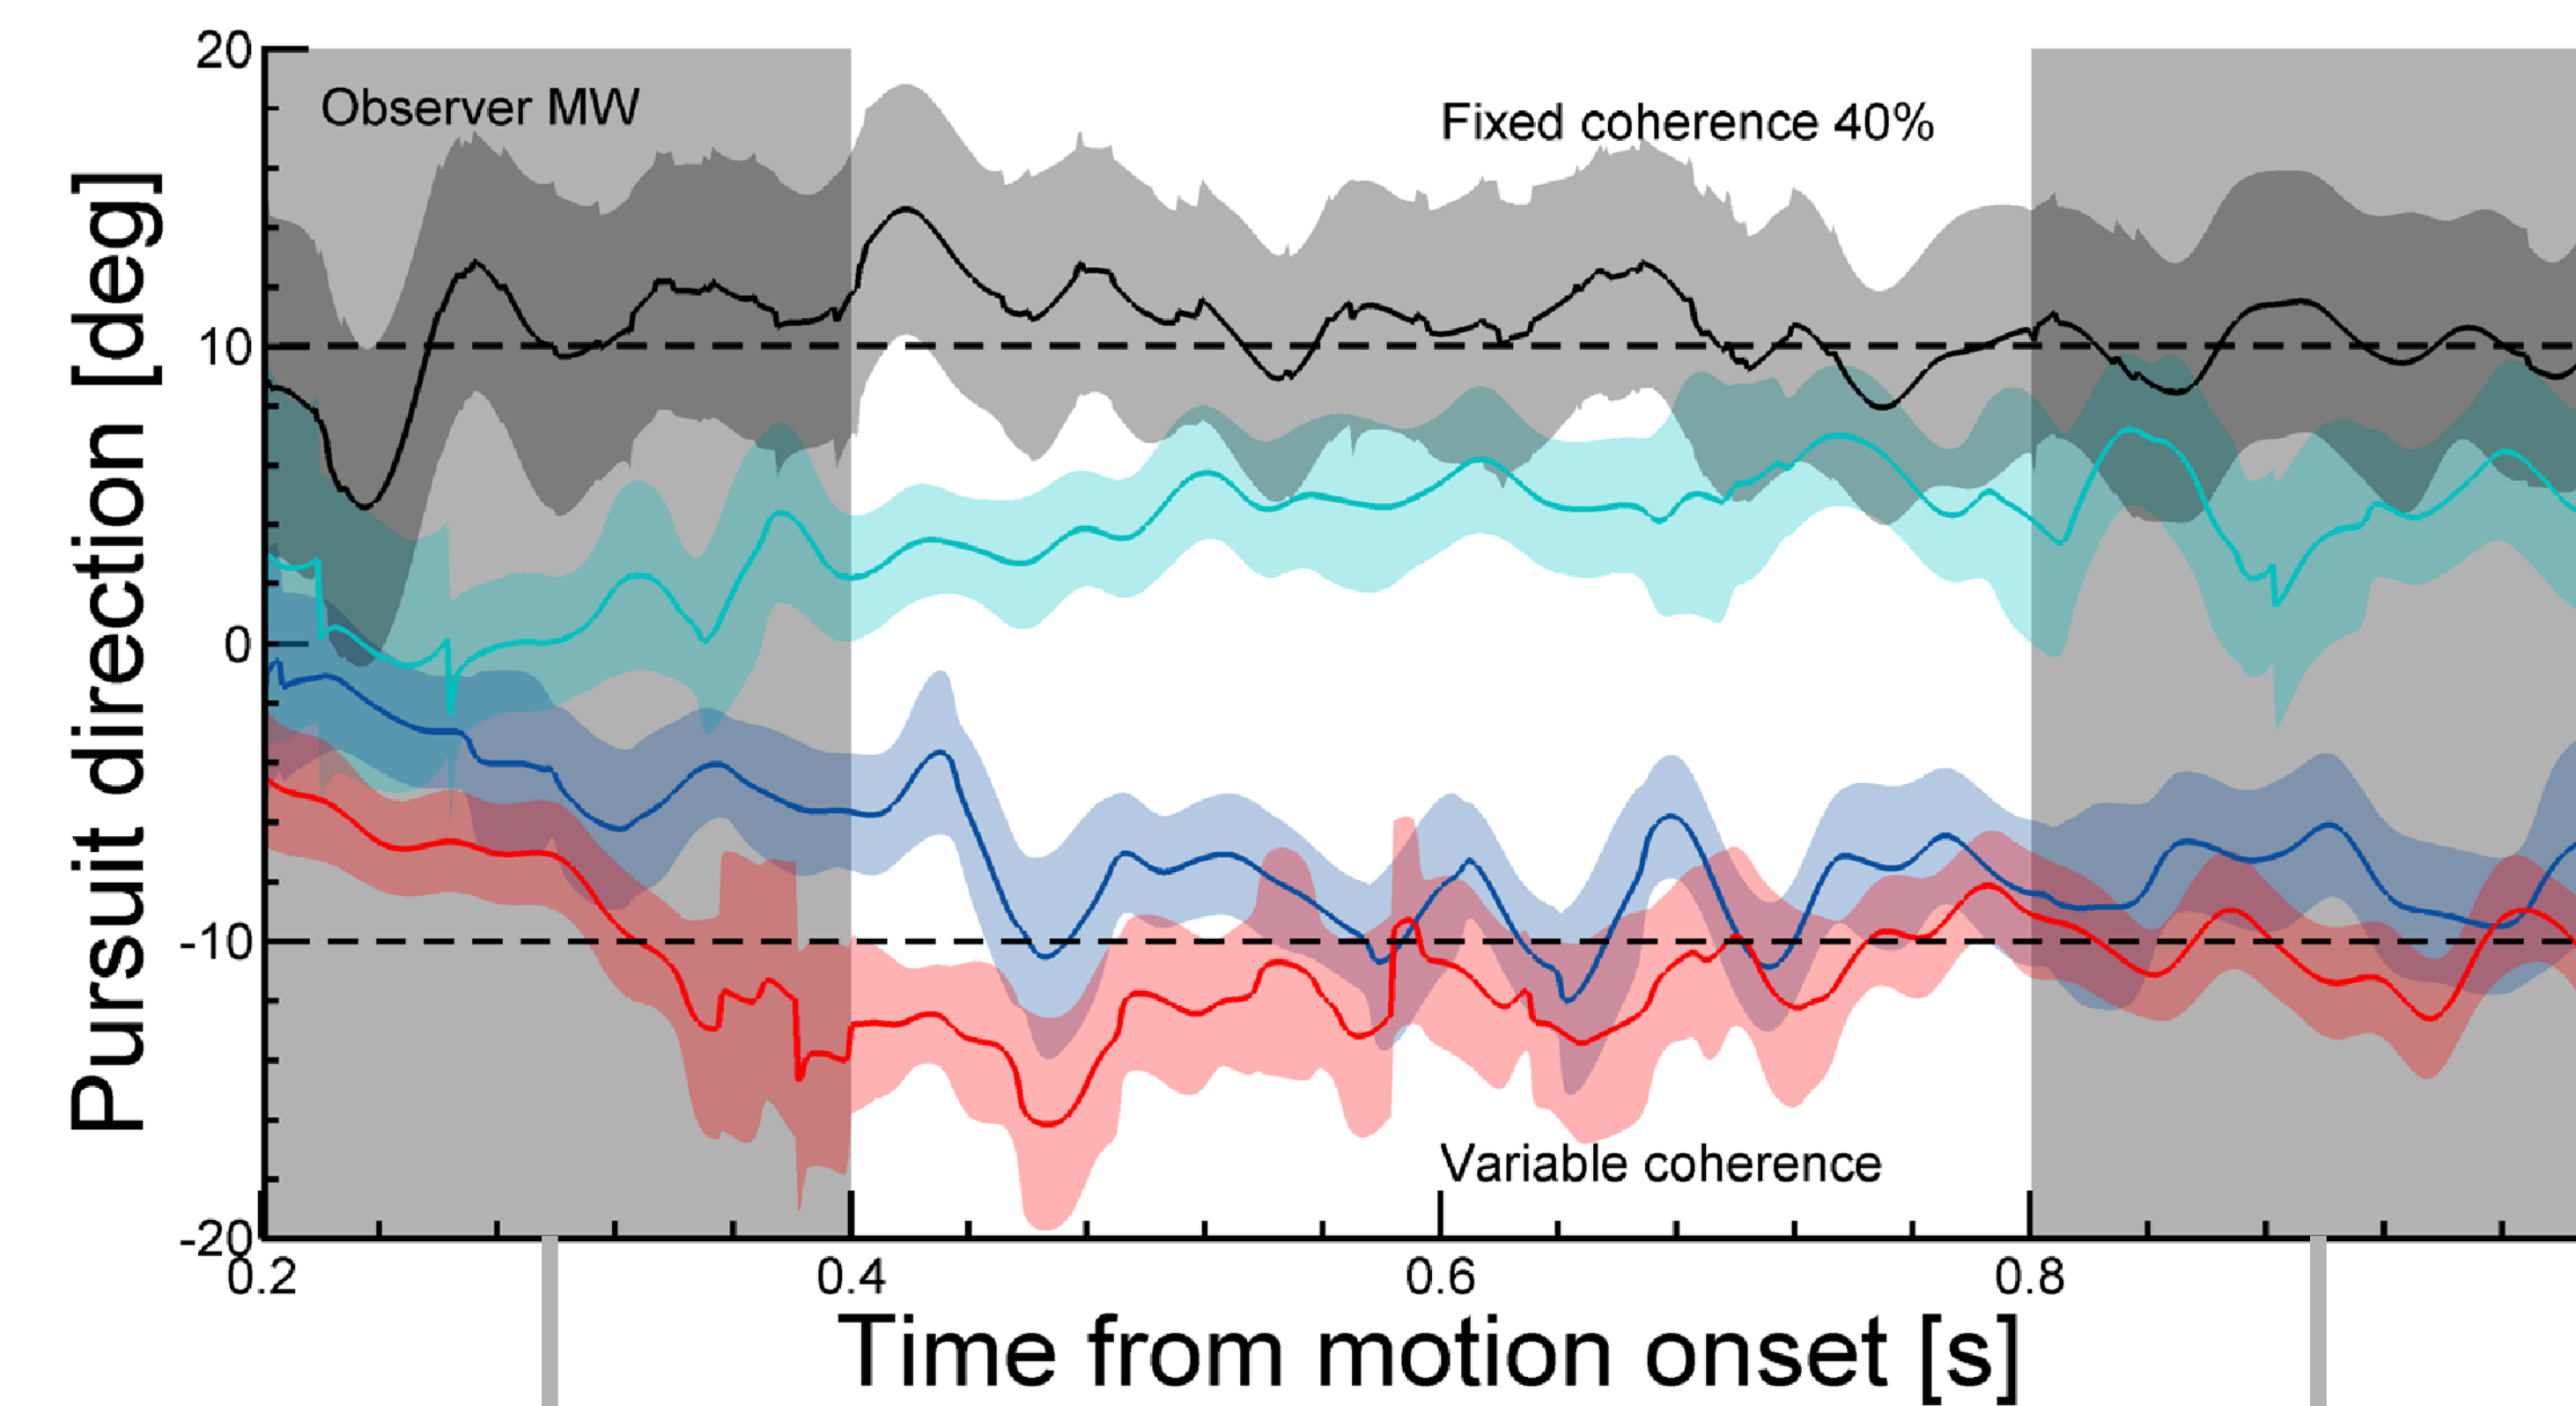 Pursuit direction [deg]
20
10
0
-10
-20
Observer MW
Fixed coherence 40%
Variable coherence
0.2 0.4 0.6 0.8
Time from motion onset [s]